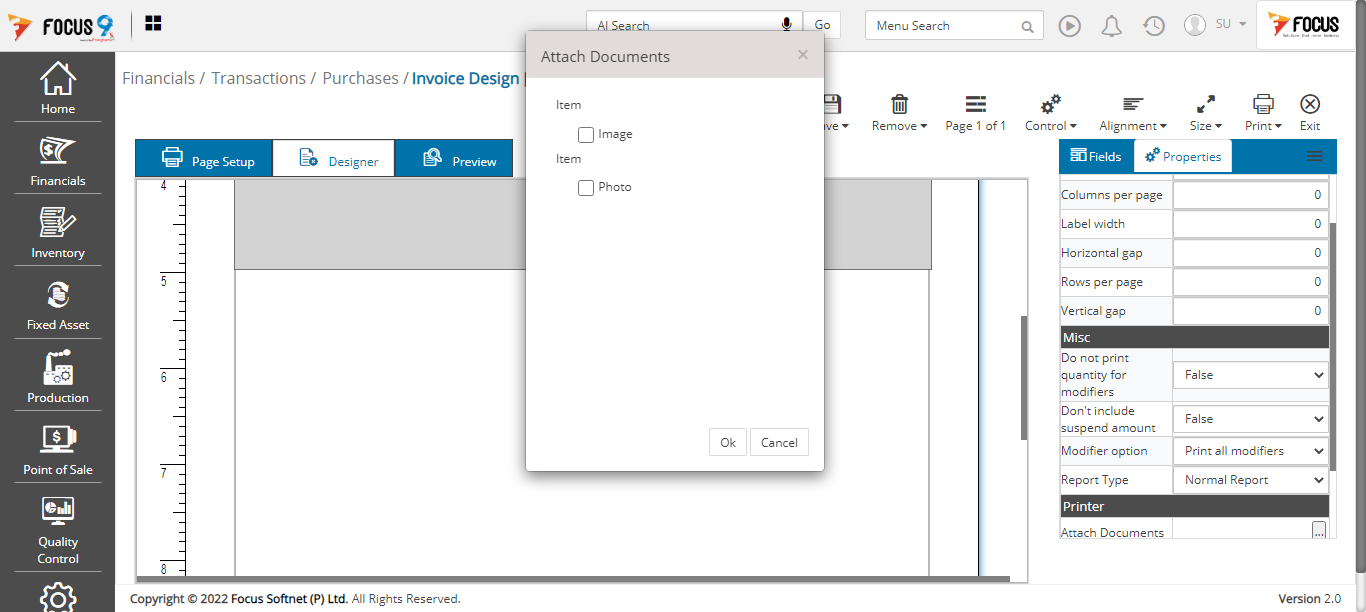 FOCUS 9
AI Search
Go
Menu Search
SU
FOCUS
Home
Financials
Inventory
Fixed Asset
Production
Point of Sale
Quality
Control
Financials / Transactions / Purchases / Invoice Design
ve
Remove
Page 1 of 1
Control
Alignment
Size
Print
Exit
Page Setup
Designer
Preview
4
5
6
7
8
Attach Documents
×
Item
Image
Item
Photo
Ok
Cancel
Fields
Properties
Columns per page 0
Label width 0
Horizontal gap 0
Rows per page 0
Vertical gap 0
Misc
Do not print
quantity for
modifiers
False
Don't include
suspend amount
False
Modifier option Print all modifiers
Report Type Normal Report
Printer
Attach Documents ...
Copyright © 2022 Focus Softnet (P) Ltd. All Rights Reserved.
Version 2.0